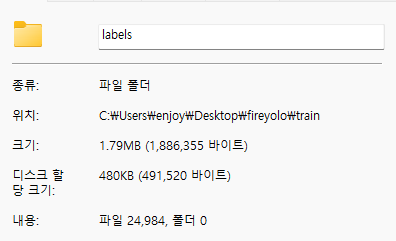 labels
종류: 파일 폴더
위치: C:₩Users₩enjoy₩Desktop₩fireyolo₩train
크기: 1.79MB (1,886,355 바이트)
디스크 할
당 크기: 480KB (491,520 바이트)
내용: 파일 24,984, 폴더 0